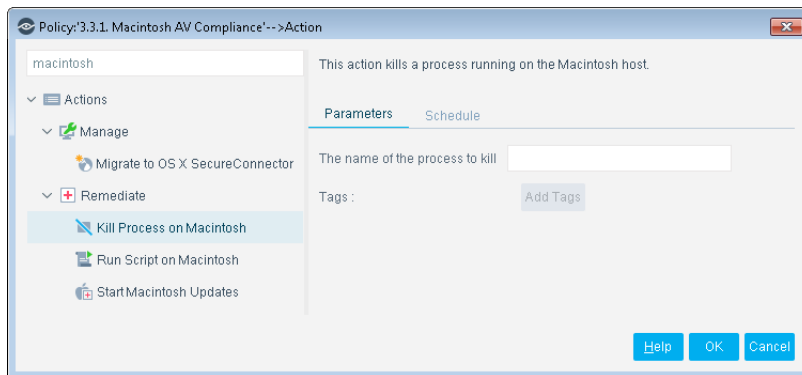 Policy:'3.3.1. Macintosh AV Compliance'-->Action
macintosh
Actions
Manage
Migrate to OS X SecureConnector
Remediate
Kill Process on Macintosh
Run Script on Macintosh
Start Macintosh Updates
This action kills a process running on the Macintosh host.
Parameters Schedule
The name of the process to kill
Tags : Add Tags
Help OK Cancel